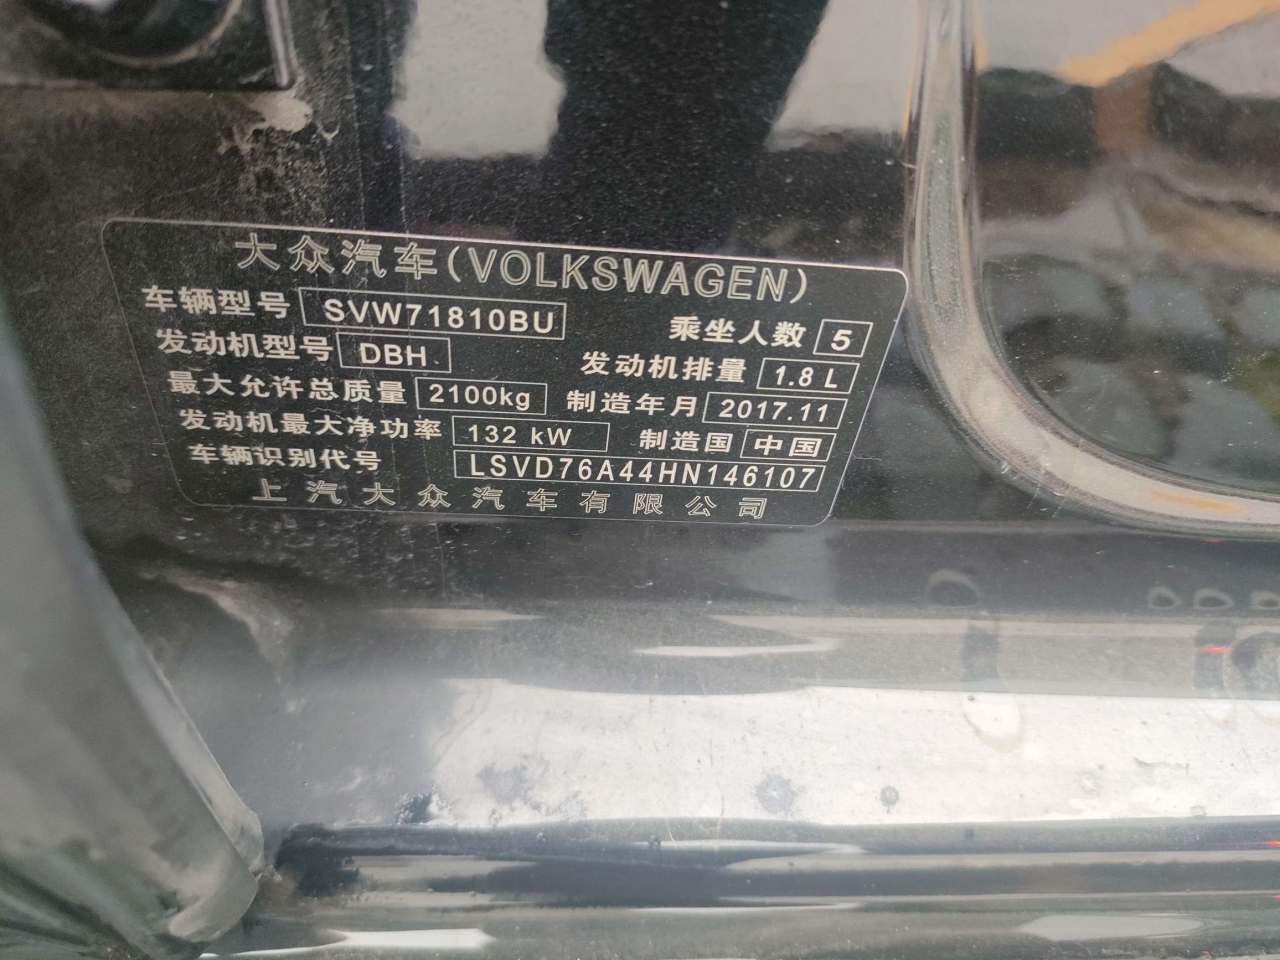 大众汽车(VOLKSWAGEN)
车辆型号 SVW71810BU 乘坐人数 5
发动机型号 DBH 发动机排量 1.8 L
最大允许总质量 2100kg 制造年月 2017.11
发动机最大净功率 132 kW 制造国 中国
车辆识别代号 LSVD76A44HN146107
上汽大众汽车有限公司